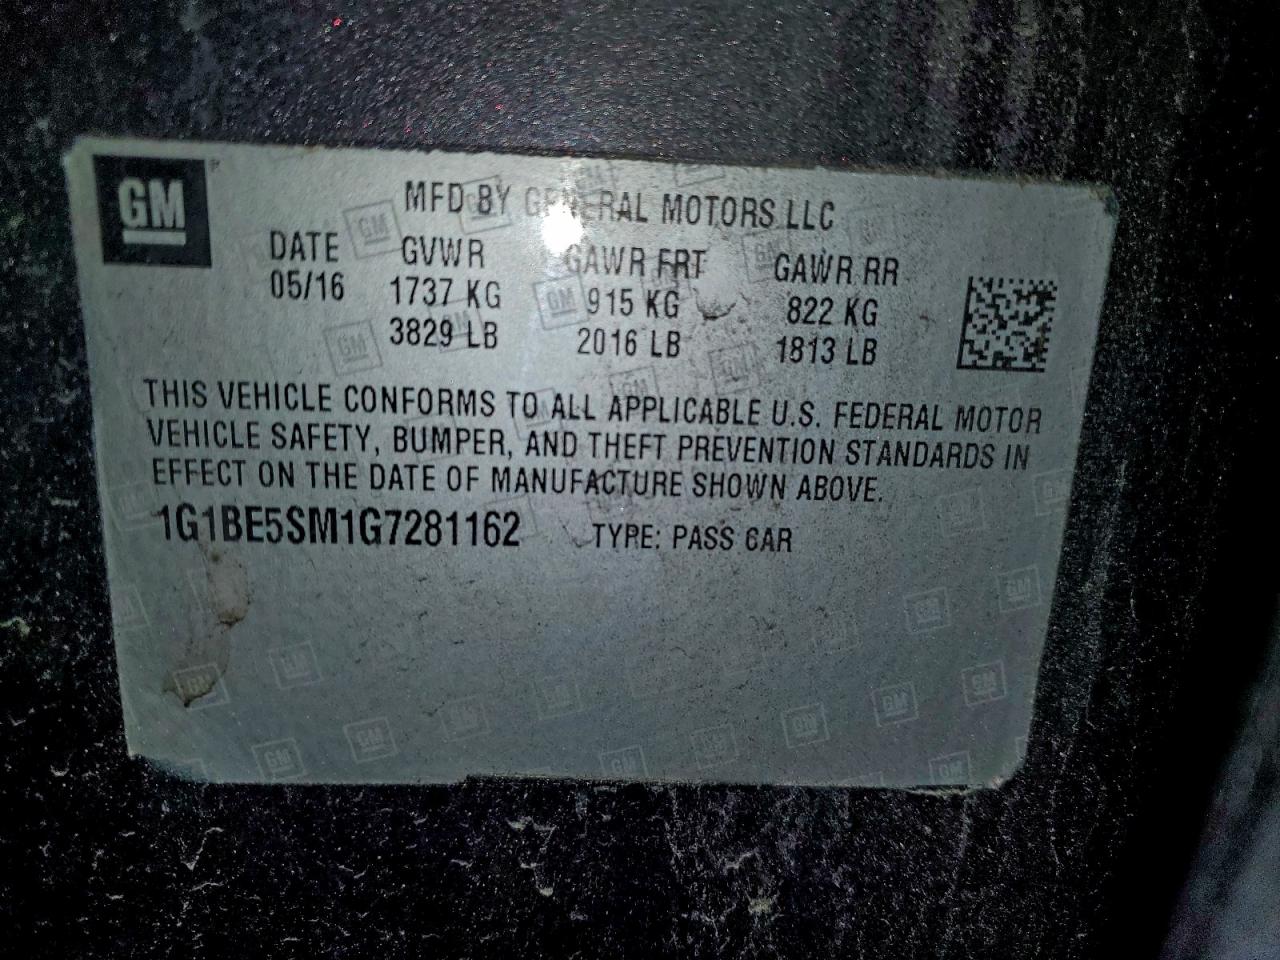 GM
MFD BY GENERAL MOTORS LLC
DATE GVWR GAWR FRT GAWR RR
05/16 1737 KG 915 KG 822 KG
3829 LB 2016 LB 1813 LB
THIS VEHICLE CONFORMS TO ALL APPLICABLE U.S. FEDERAL MOTOR
VEHICLE SAFETY, BUMPER, AND THEFT PREVENTION STANDARDS IN
EFFECT ON THE DATE OF MANUFACTURE SHOWN ABOVE.
1G1BE5SM1G7281162 TYPE: PASS CAR